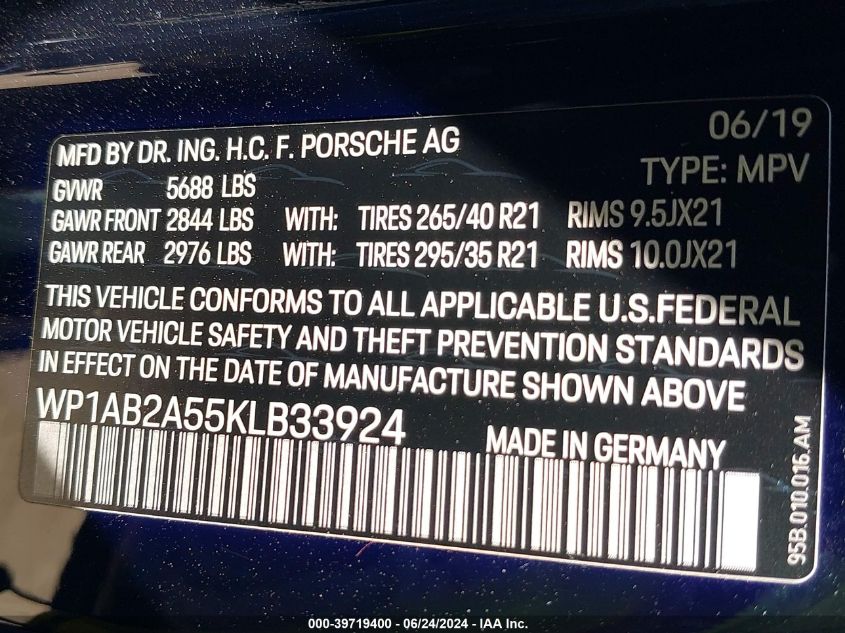 MFD BY DR. ING. H.C. F. PORSCHE AG 06/19
TYPE: MPV
GVWR 5688 LBS
GAWR FRONT 2844 LBS WITH: TIRES 265/40 R21 RIMS 9.5JX21
GAWR REAR 2976 LBS WITH: TIRES 295/35 R21 RIMS 10.0JX21
THIS VEHICLE CONFORMS TO ALL APPLICABLE U.S.FEDERAL
MOTOR VEHICLE SAFETY AND THEFT PREVENTION STANDARDS
IN EFFECT ON THE DATE OF MANUFACTURE SHOWN ABOVE
WP1AB2A55KLB33924
MADE IN GERMANY
95B.010.016.AM
000-39719400 / 06/24/2024 - IAA Inc.